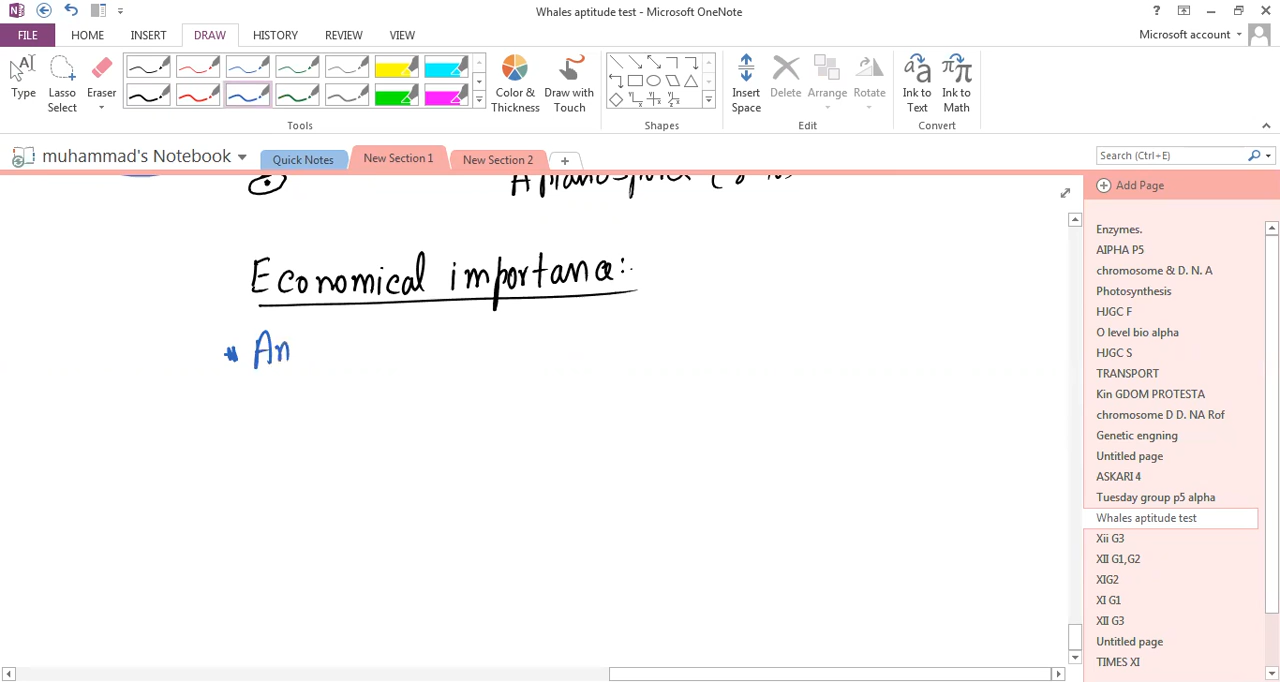 Whales aptitude test - Microsoft OneNote
?
FILE HOME INSERT DRAW HISTORY REVIEW VIEW
Microsoft account
Type Lasso Select Eraser Color & Thickness Draw with Touch Insert Space Delete Arrange Rotate Ink to Text Ink to Math
Tools Shapes Edit Convert
muhammad's Notebook Quick Notes New Section 1 New Section 2 +
Search (Ctrl+E)
Add Page
Enzymes.
AlPHA P5
chromosome & D. N. A
Photosynthesis
HJGC F
O level bio alpha
HJGC S
TRANSPORT
Kin GDOM PROTESTA
chromosome D D. NA Rof
Genetic engning
Untitled page
ASKARI 4
Tuesday group p5 alpha
Whales aptitude test
Xii G3
XII G1,G2
XIG2
XI G1
XII G3
Untitled page
TIMES XI
Economical importance:-
* An